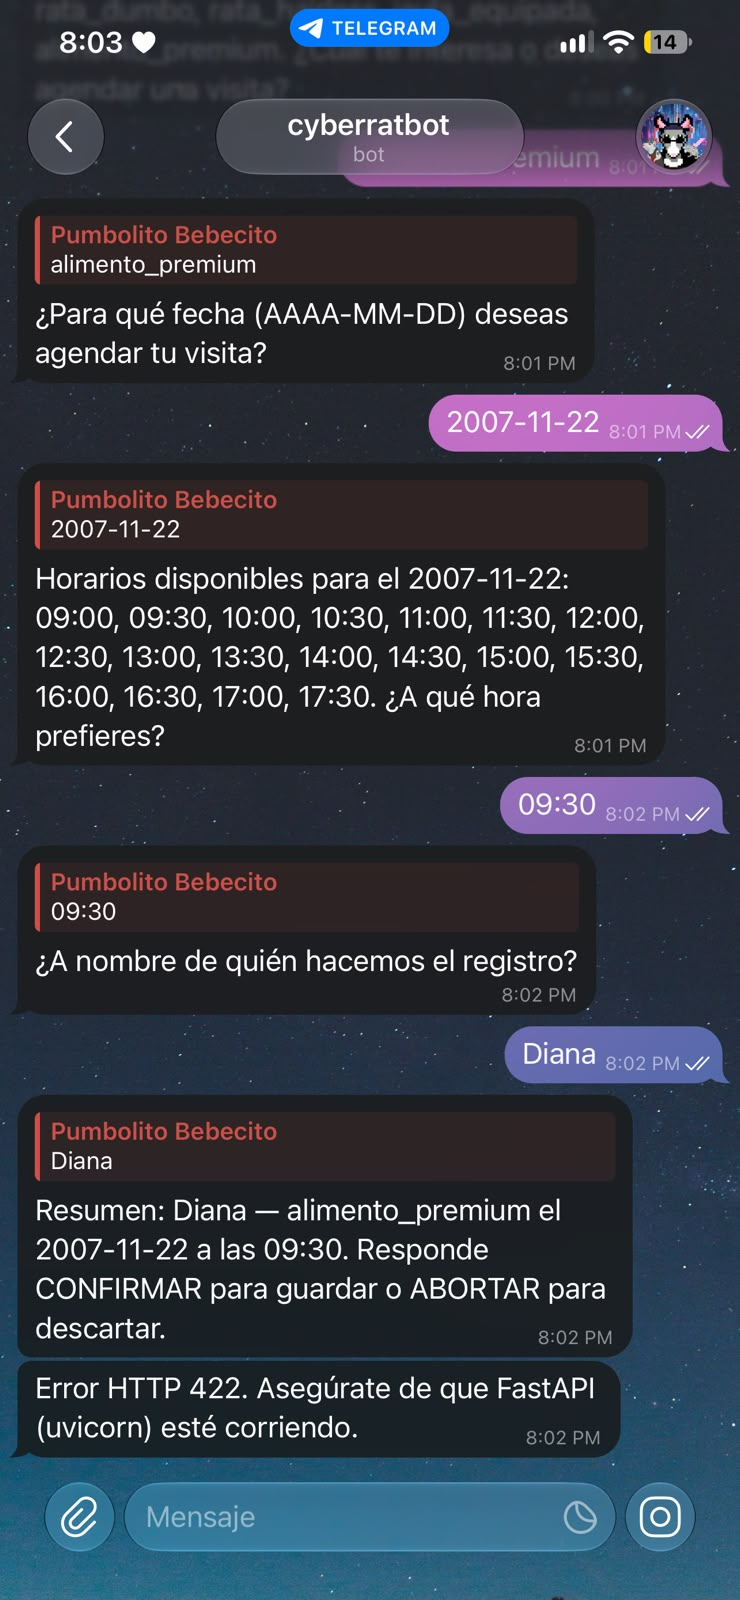 rata_dumbo,
TELEGRAM
8:03
14
agendar una visita?
cyberratbot
bot
emium 8:01
Pumbolito Bebecito
alimento_premium
¿Para qué fecha (AAAA-MM-DD) deseas
agendar tu visita?
8:01 PM
2007-11-22 8:01 PM
Pumbolito Bebecito
2007-11-22
Horarios disponibles para el 2007-11-22:
09:00, 09:30, 10:00, 10:30, 11:00, 11:30, 12:00,
12:30, 13:00, 13:30, 14:00, 14:30, 15:00, 15:30,
16:00, 16:30, 17:00, 17:30. ¿A qué hora
prefieres?
8:01 PM
09:30 8:02 PM
Pumbolito Bebecito
09:30
¿A nombre de quién hacemos el registro?
8:02 PM
Diana 8:02 PM
Pumbolito Bebecito
Diana
Resumen: Diana — alimento_premium el
2007-11-22 a las 09:30. Responde
CONFIRMAR para guardar o ABORTAR para
descartar.
8:02 PM
Error HTTP 422. Asegúrate de que FastAPI
(uvicorn) esté corriendo.
8:02 PM
Mensaje